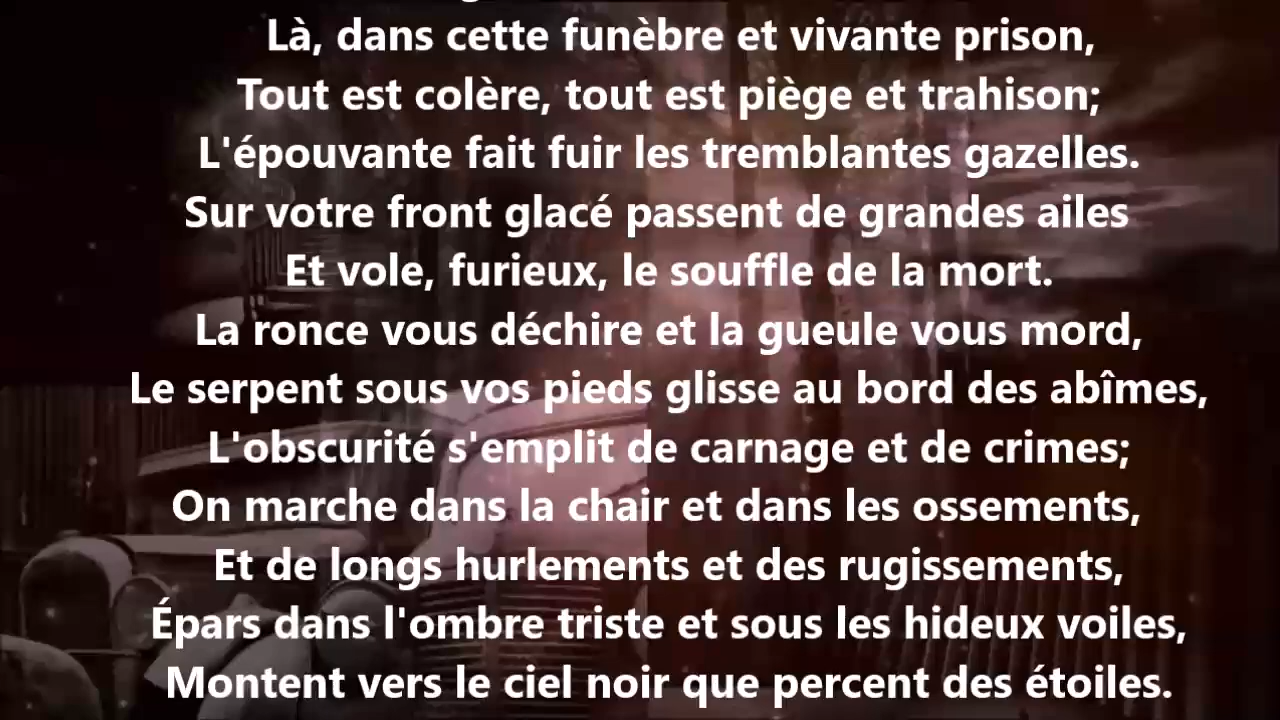 Là, dans cette funèbre et vivante prison,
Tout est colère, tout est piège et trahison;
L'épouvante fait fuir les tremblantes gazelles.
Sur votre front glacé passent de grandes ailes
Et vole, furieux, le souffle de la mort.
La ronce vous déchire et la gueule vous mord,
Le serpent sous vos pieds glisse au bord des abîmes,
L'obscurité s'emplit de carnage et de crimes;
On marche dans la chair et dans les ossements,
Et de longs hurlements et des rugissements,
Épars dans l'ombre triste et sous les hideux voiles,
Montent vers le ciel noir que percent des étoiles.